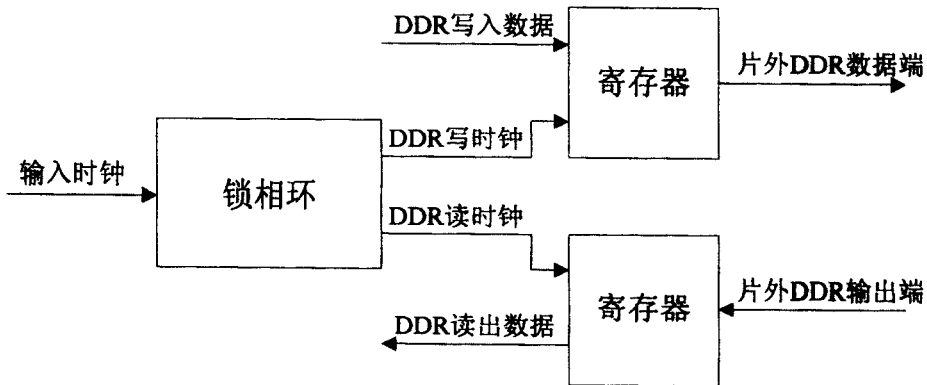 DDR写入数据
寄存器
片外DDR数据端
DDR写时钟
输入时钟
锁相环
DDR读时钟
寄存器
片外DDR输出端
DDR读出数据